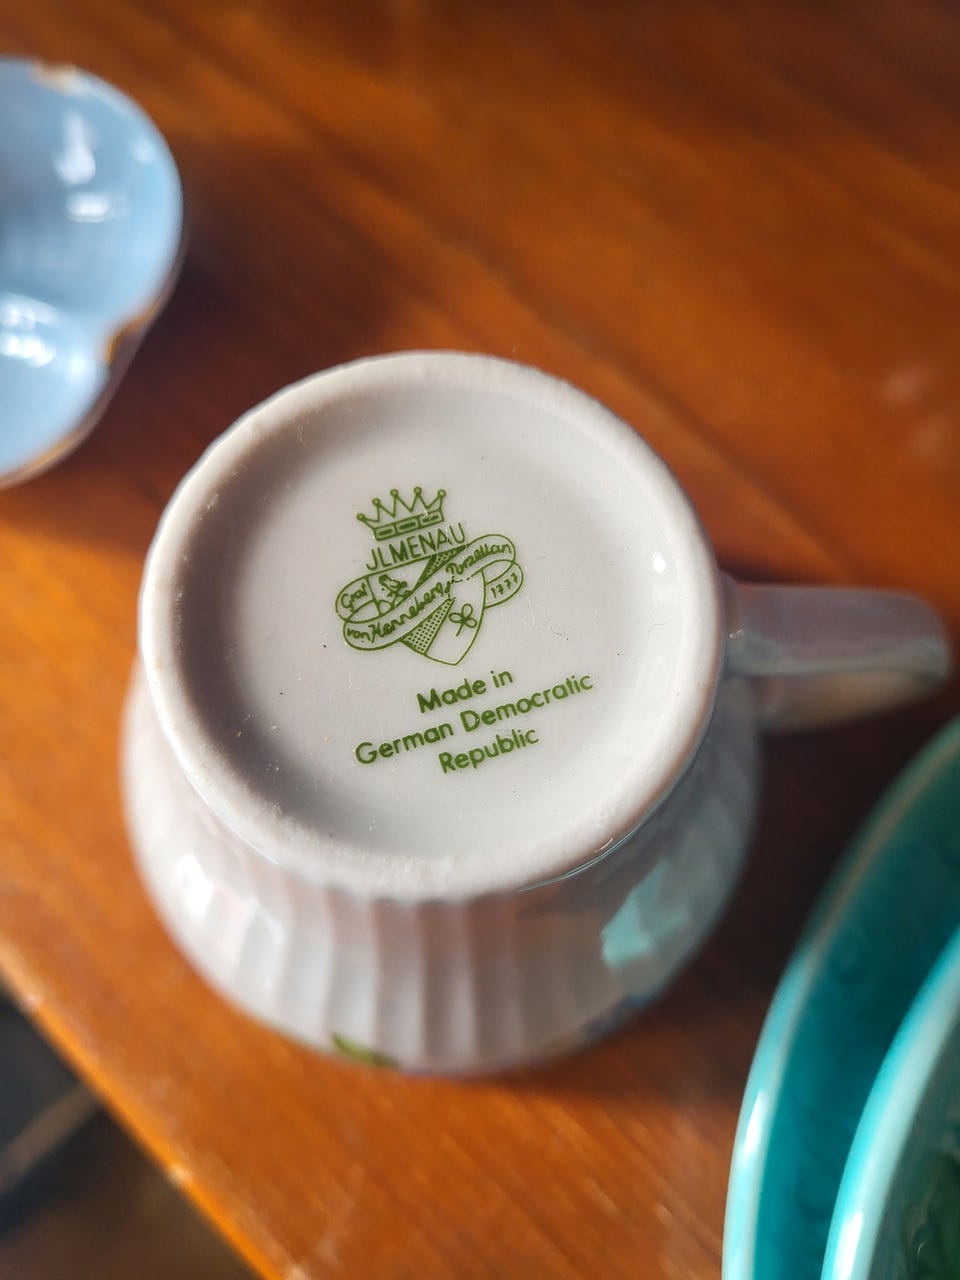 JLMENAU
Graf
von Henneberg Porzellan
1777
Made in
German Democratic
Republic